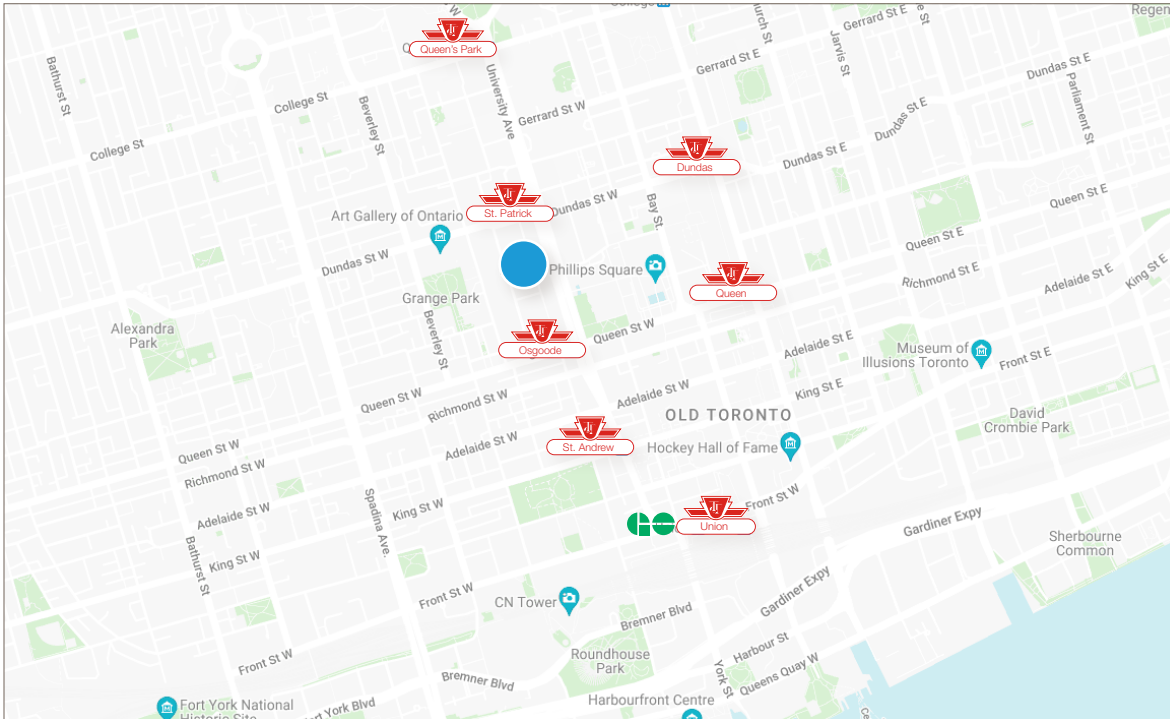 College
Queen's Park
Regen
Church St
Jarvis St
Gerrard St E
Gerrard St E
Dundas St E
Parliament St
Bathurst St
College St
College St
Beverley St
University Ave
Gerrard St W
Dundas St E
Dundas St E
Dundas
St. Patrick
Dundas St W
Bay St.
Queen St E
Art Gallery of Ontario
Queen St E
Dundas St W
Phillips Square
Richmond St E
Adelaide St E
King St E
Queen
Grange Park
Beverley St
Alexandra
Park
Osgoode
Queen St W
Adelaide St E
Museum of
Illusions Toronto
Front St E
King St E
Queen St W
Richmond St W
Adelaide St W
OLD TORONTO
David
Crombie Park
Adelaide St W
St. Andrew
Hockey Hall of Fame
Queen St W
Richmond St W
Adelaide St W
King St W
Spadina Ave.
Front St W
GO
Union
Gardiner Expy
Sherbourne
Common
Bathurst St
King St W
Front St W
CN Tower
Gardiner Expy
Bremner Blvd
Harbour St
Roundhouse
Park
Front St W
Bremner Blvd
York St
Queens Quay W
Fort York National
Historic Site
Fort York Blvd
Harbourfront Centre